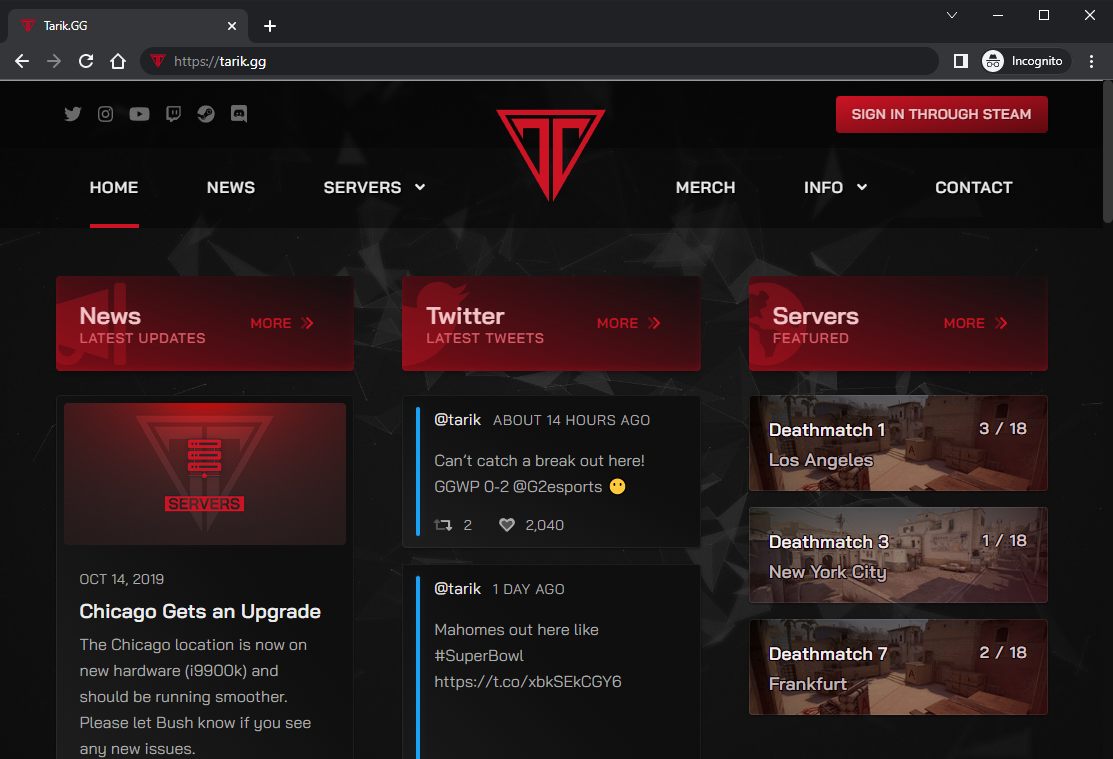 Tarik.GG
https://tarik.gg
Incognito
SIGN IN THROUGH STEAM
HOME
NEWS
SERVERS
MERCH
INFO
CONTACT
News
LATEST UPDATES
MORE
Twitter
LATEST TWEETS
MORE
Servers
FEATURED
MORE
SERVERS
OCT 14, 2019
Chicago Gets an Upgrade
The Chicago location is now on
new hardware (i9900k) and
should be running smoother.
Please let Bush know if you see
any new issues.
@tarik ABOUT 14 HOURS AGO
Can't catch a break out here!
GGWP 0-2 @G2esports 😶
2 2,040
@tarik 1 DAY AGO
Mahomes out here like
#SuperBowl
https://t.co/xbkSEkCGY6
Deathmatch 1 3 / 18
Los Angeles
Deathmatch 3 1 / 18
New York City
Deathmatch 7 2 / 18
Frankfurt